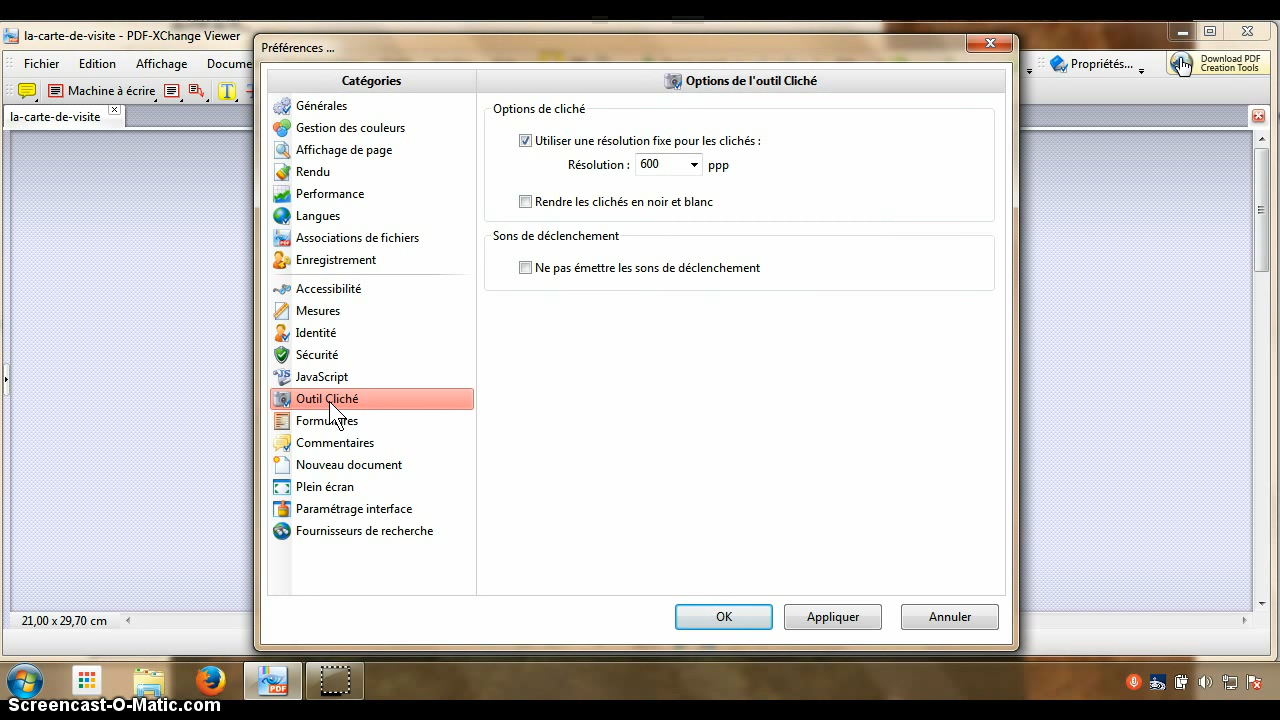 la-carte-de-visite - PDF-XChange Viewer
Fichier Edition Affichage Docume
Propriétés...
Download PDF
Creation Tools
Machine à écrire
la-carte-de-visite
Préférences ...
Catégories
Générales
Gestion des couleurs
Affichage de page
Rendu
Performance
Langues
Associations de fichiers
Enregistrement
Accessibilité
Mesures
Identité
Sécurité
JavaScript
Outil Cliché
Formulaires
Commentaires
Nouveau document
Plein écran
Paramétrage interface
Fournisseurs de recherche
Options de l'outil Cliché
Options de cliché
Utiliser une résolution fixe pour les clichés :
Résolution : 600 ppp
Rendre les clichés en noir et blanc
Sons de déclenchement
Ne pas émettre les sons de déclenchement
OK Appliquer Annuler
21,00 x 29,70 cm
Screencast-O-Matic.com